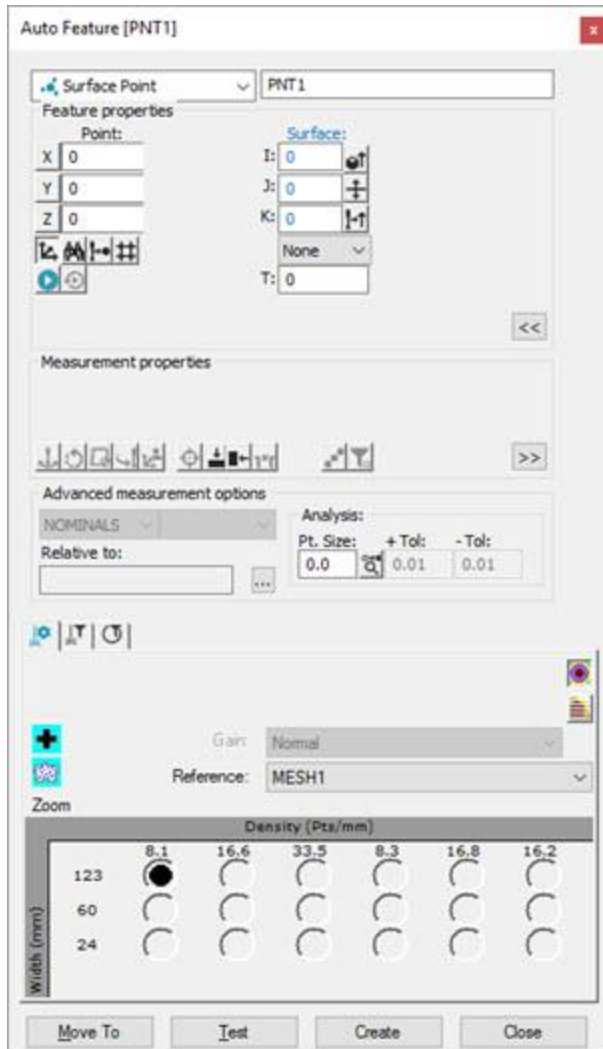 Auto Feature [PNT1]
x
Surface Point PNT1
Feature properties
Point: Surface:
X 0 I: 0
Y 0 J: 0
Z 0 K: 0
None
T: 0
<<
Measurement properties
>>
Advanced measurement options
NOMINALS
Analysis:
Pt. Size: + Tol: - Tol:
0.0 0.01 0.01
Relative to:
...
Gain: Normal
Reference: MESH1
Zoom
Density (Pts/mm)
8.1 16.6 33.5 8.3 16.8 16.2
Width (mm)
123
60
24
Move To Test Create Close